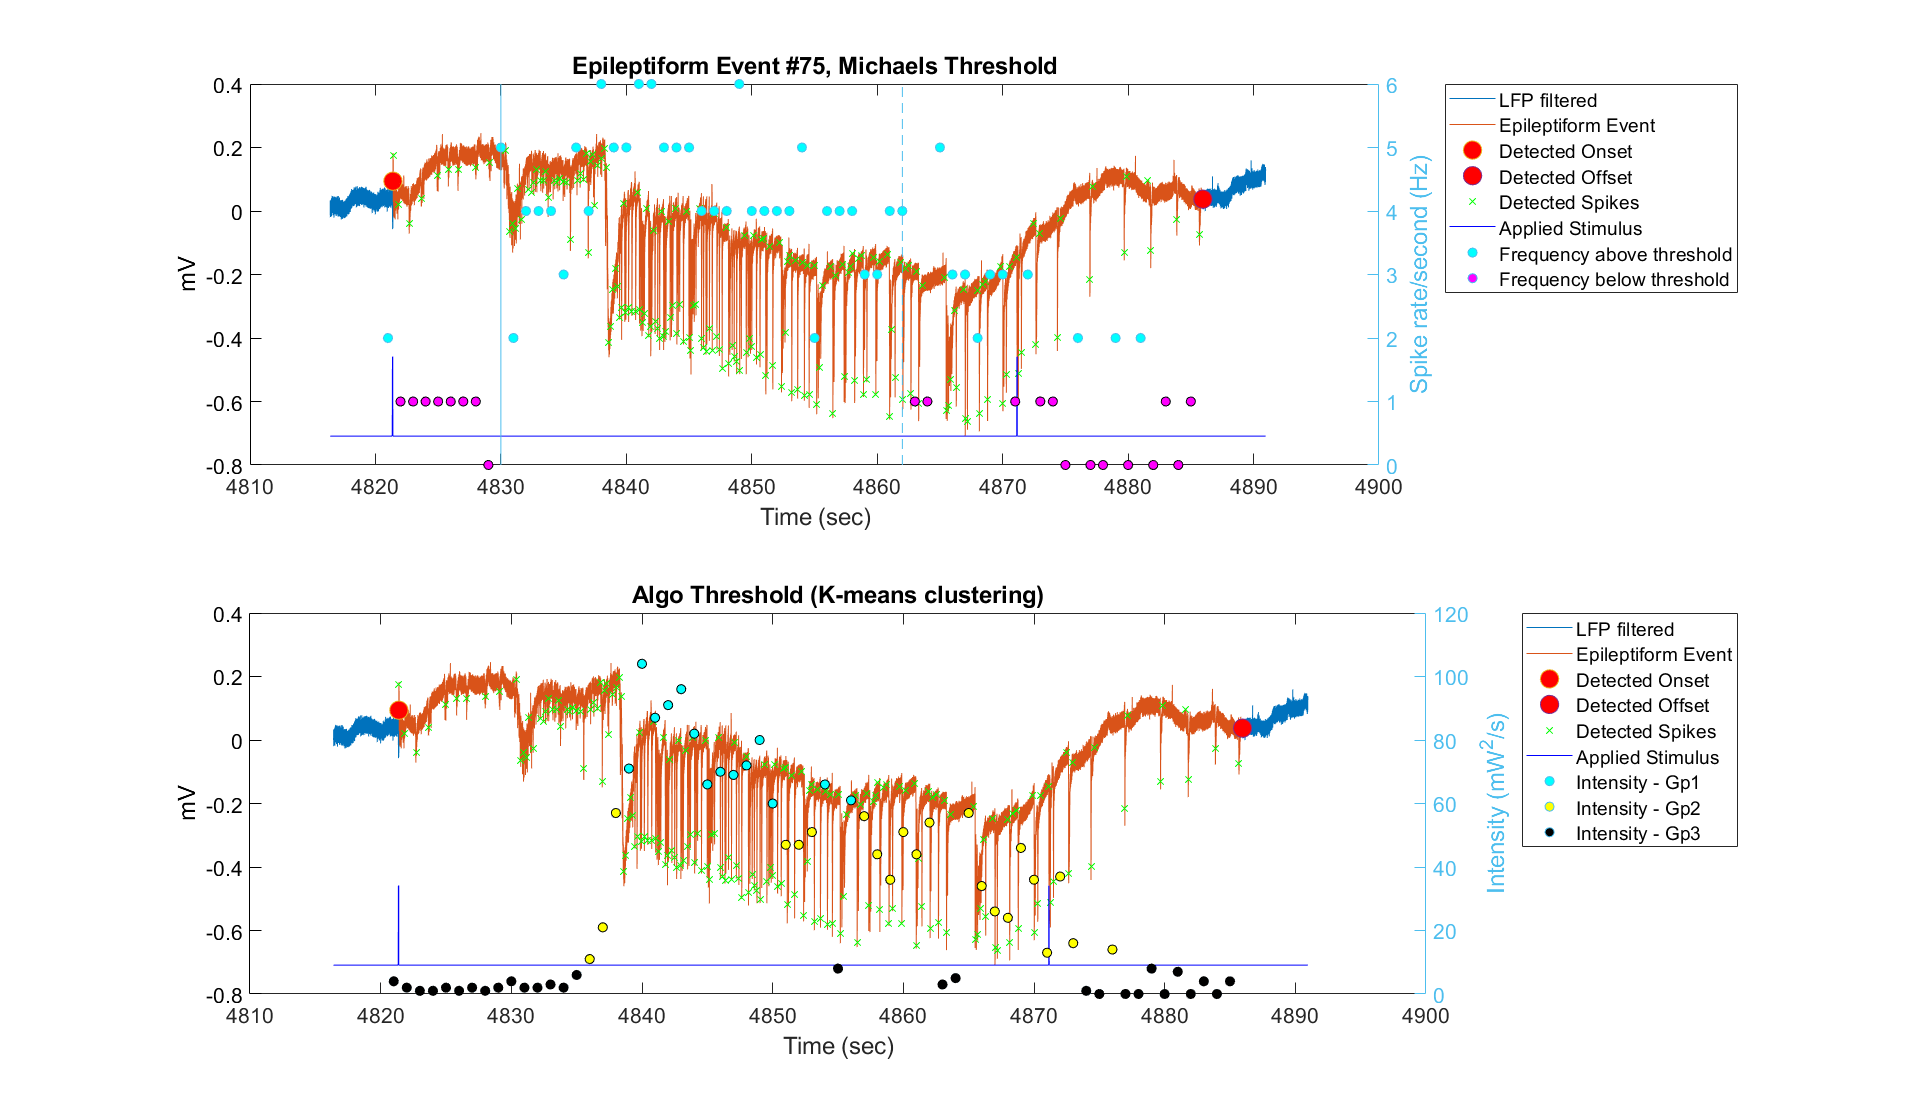 Epileptiform Event #75, Michaels Threshold
0.4
0.2
0
-0.2
-0.4
-0.6
-0.8
mV
4810
4820
4830
4840
4850
4860
4870
4880
4890
4900
Time (sec)
6
5
4
3
2
1
0
Spike rate/second (Hz)
LFP filtered
Epileptiform Event
Detected Onset
Detected Offset
Detected Spikes
Applied Stimulus
Frequency above threshold
Frequency below threshold
Algo Threshold (K-means clustering)
0.4
0.2
0
-0.2
-0.4
-0.6
-0.8
mV
4810
4820
4830
4840
4850
4860
4870
4880
4890
4900
Time (sec)
120
100
80
60
40
20
0
Intensity (mW²/s)
LFP filtered
Epileptiform Event
Detected Onset
Detected Offset
Detected Spikes
Applied Stimulus
Intensity - Gp1
Intensity - Gp2
Intensity - Gp3